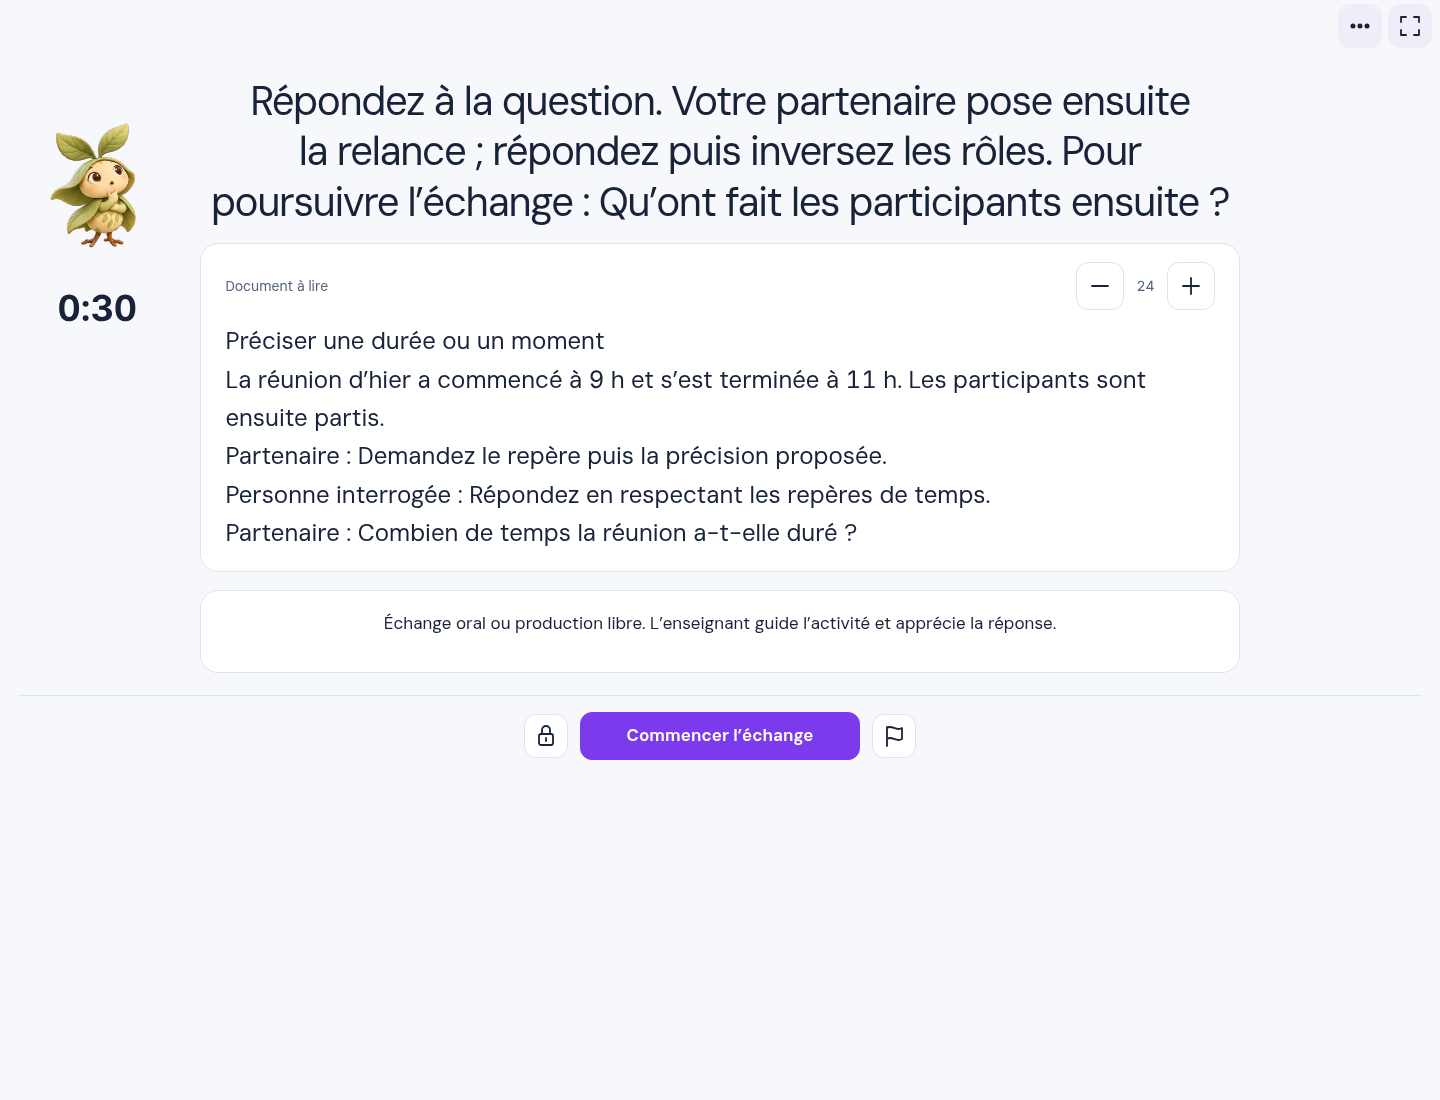 Répondez à la question. Votre partenaire pose ensuite
la relance ; répondez puis inversez les rôles. Pour
poursuivre l’échange : Qu’ont fait les participants ensuite ?
0:30
Document à lire
24
Préciser une durée ou un moment
La réunion d’hier a commencé à 9 h et s’est terminée à 11 h. Les participants sont
ensuite partis.
Partenaire : Demandez le repère puis la précision proposée.
Personne interrogée : Répondez en respectant les repères de temps.
Partenaire : Combien de temps la réunion a-t-elle duré ?
Échange oral ou production libre. L’enseignant guide l’activité et apprécie la réponse.
Commencer l’échange